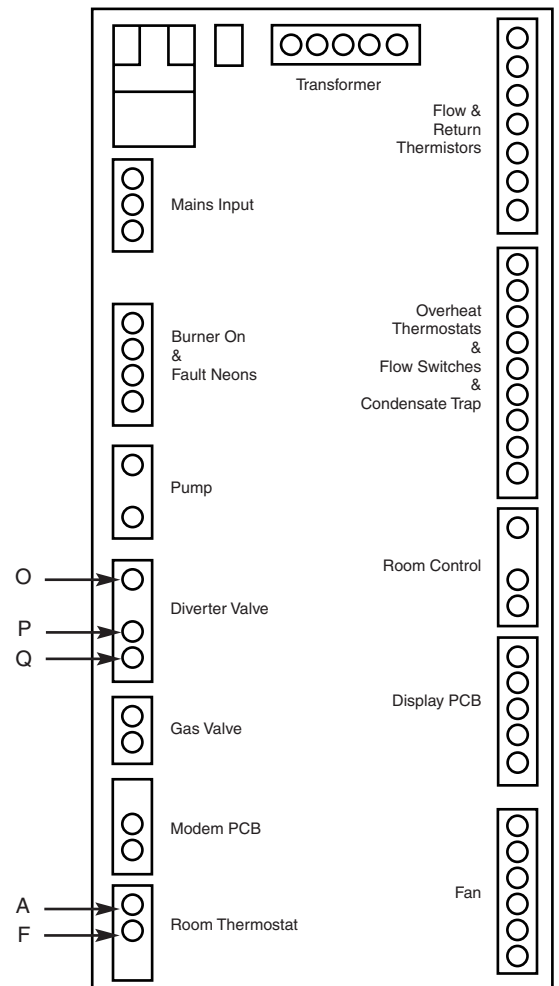 Transformer
Flow &
Return
Thermistors
Mains Input
Burner On
&
Fault Neons
Overheat
Thermostats
&
Flow Switches
&
Condensate Trap
Pump
O
P
Q
Diverter Valve
Room Control
Gas Valve
Display PCB
Modem PCB
A
F
Room Thermostat
Fan